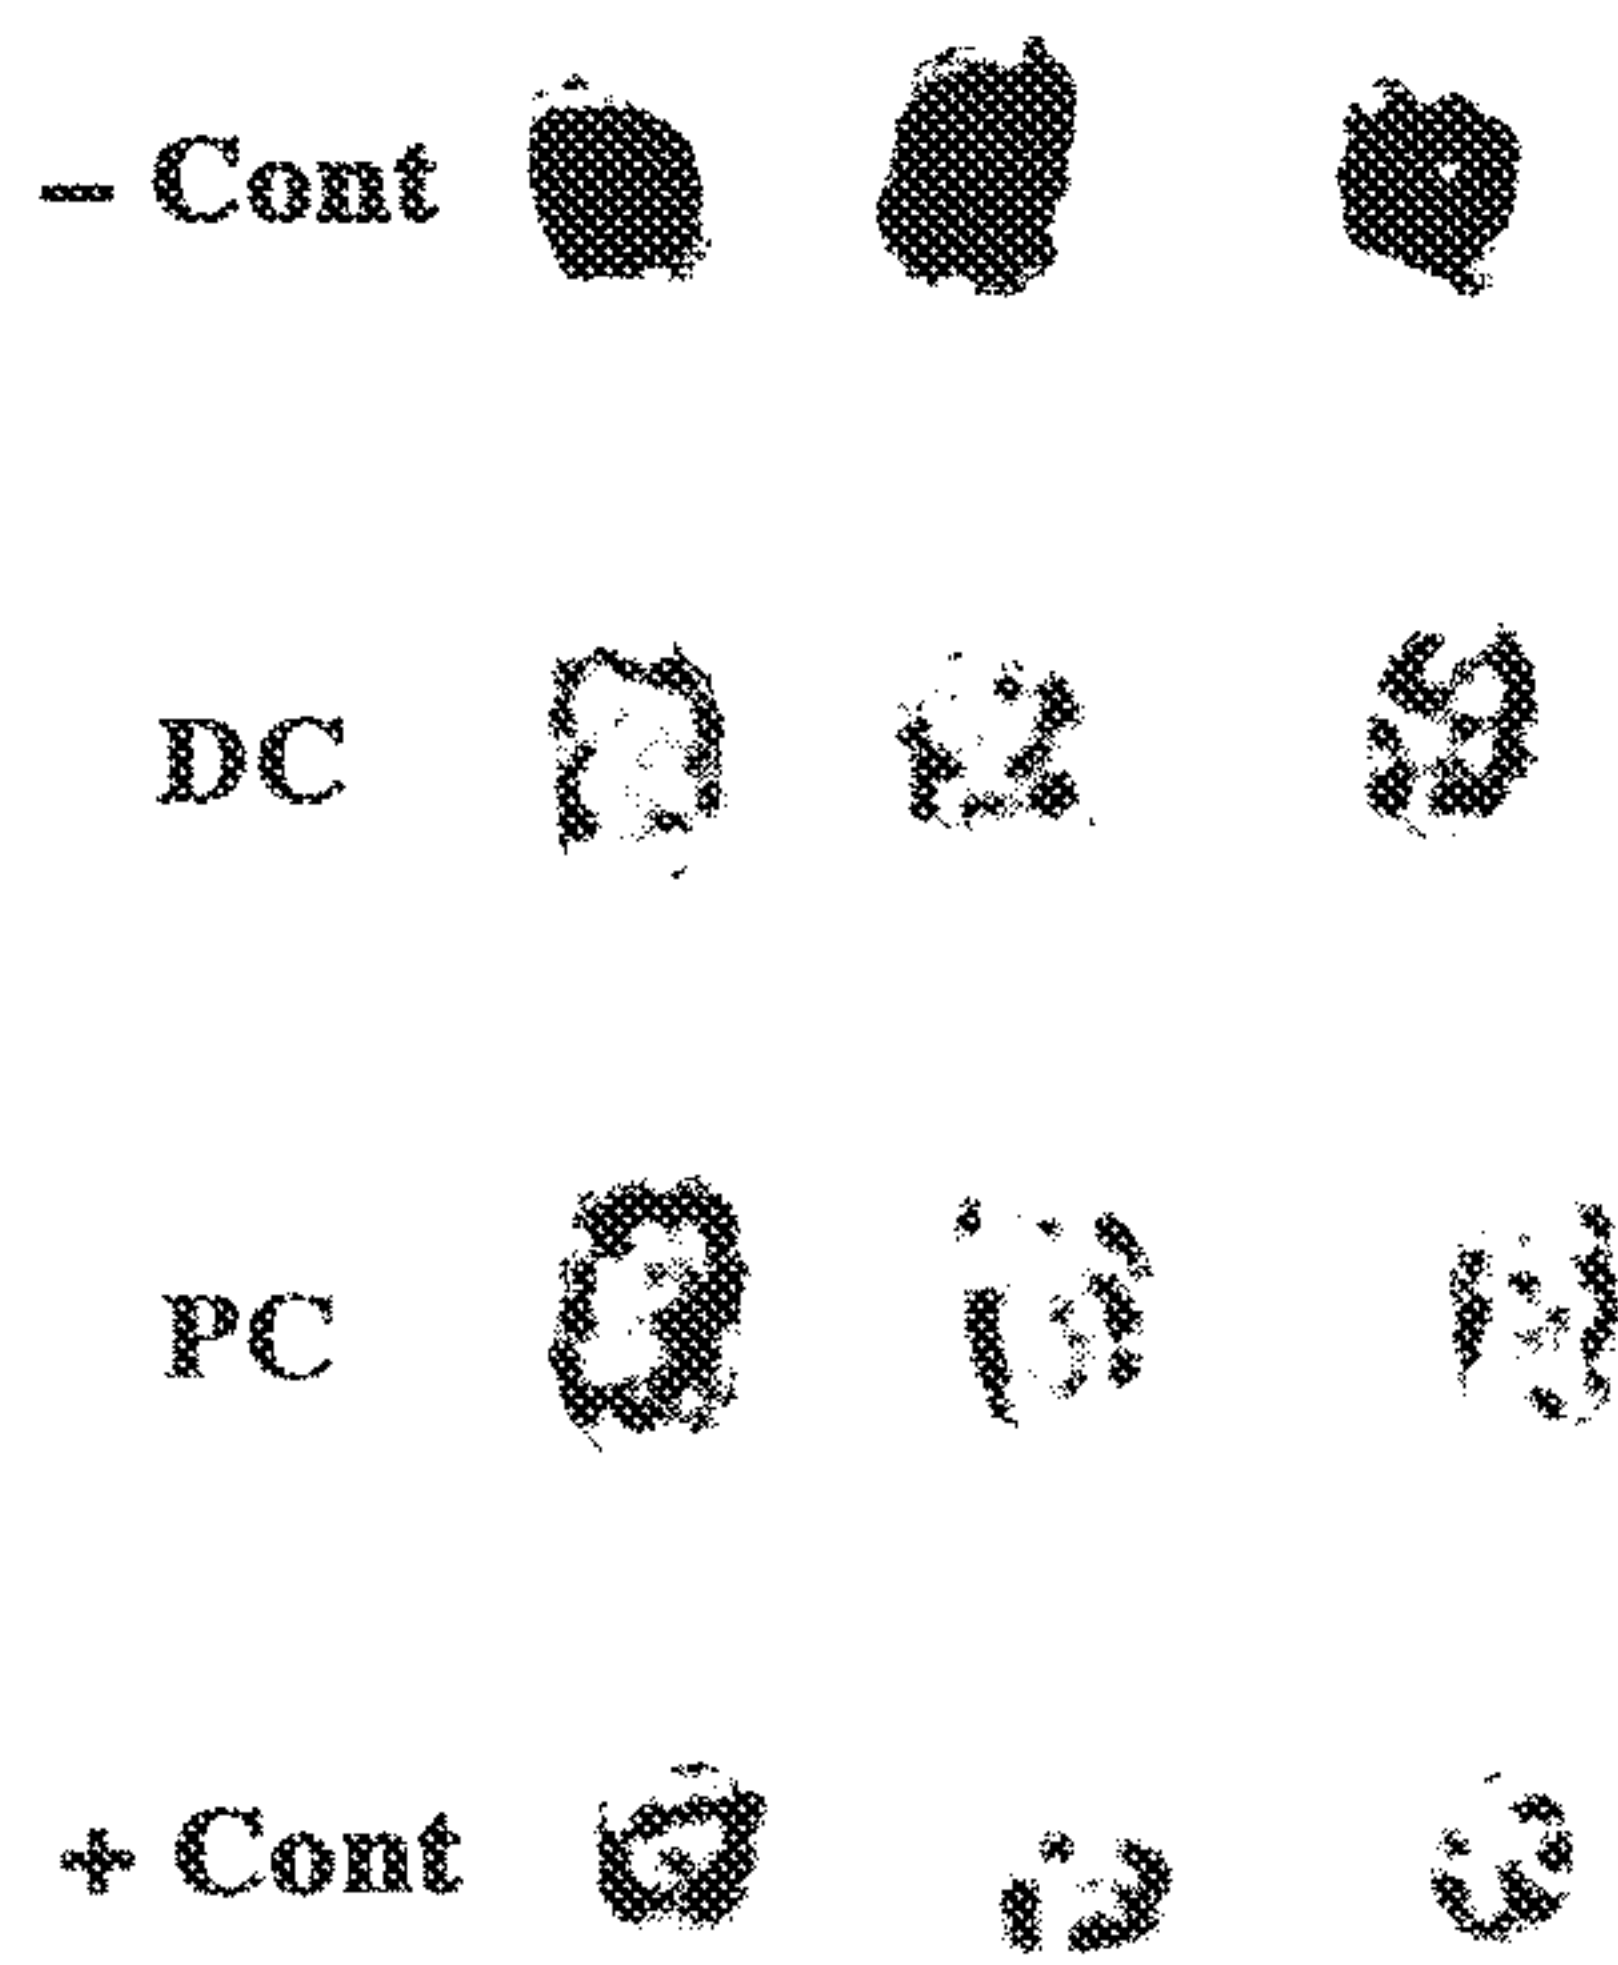 – Cont
DC
PC
+ Cont